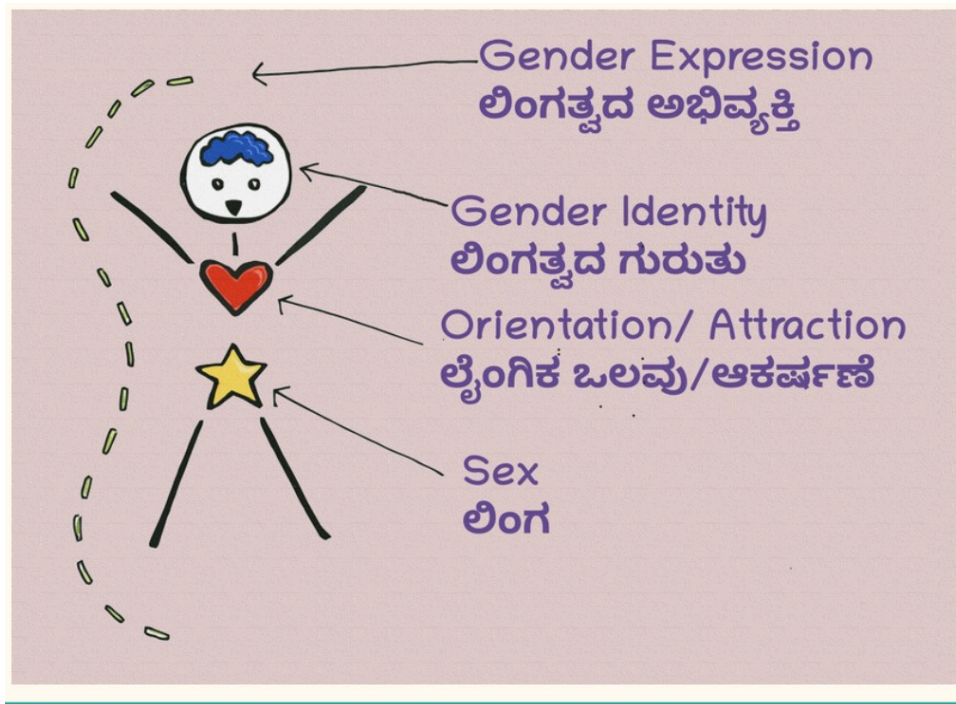 Gender Expression
ಲಿಂಗತ್ವದ ಅಭಿವ್ಯಕ್ತಿ
Gender Identity
ಲಿಂಗತ್ವದ ಗುರುತು
Orientation/ Attraction
ಲೈಂಗಿಕ ಒಲವು/ಆಕರ್ಷಣೆ
Sex
ಲಿಂಗ